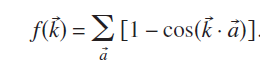 f(k⃗) = ∑ [1 – cos(k⃗ · a⃗)].
a⃗